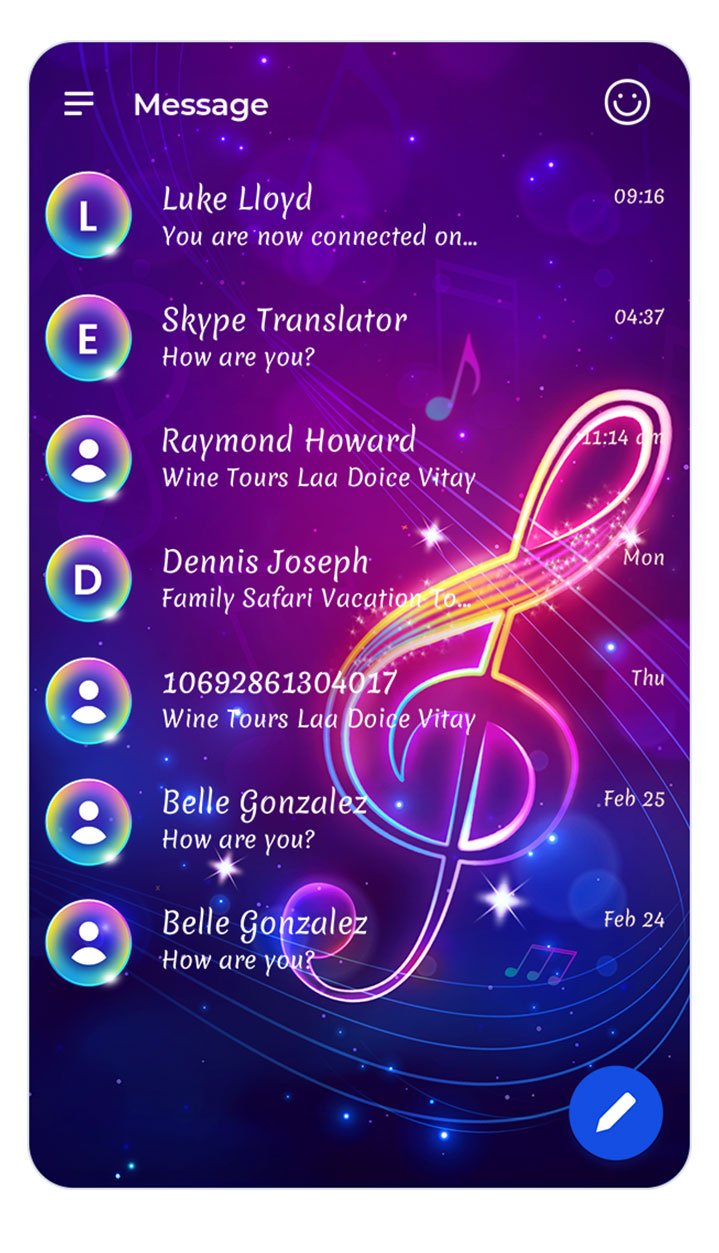 Message
L
Luke Lloyd
09:16
You are now connected on...
E
Skype Translator
04:37
How are you?
Raymond Howard
11:14 am
Wine Tours Laa Doice Vitay
D
Dennis Joseph
Mon
Family Safari Vacation To...
10692861304017
Thu
Wine Tours Laa Doice Vitay
Belle Gonzalez
Feb 25
How are you?
Belle Gonzalez
Feb 24
How are you?